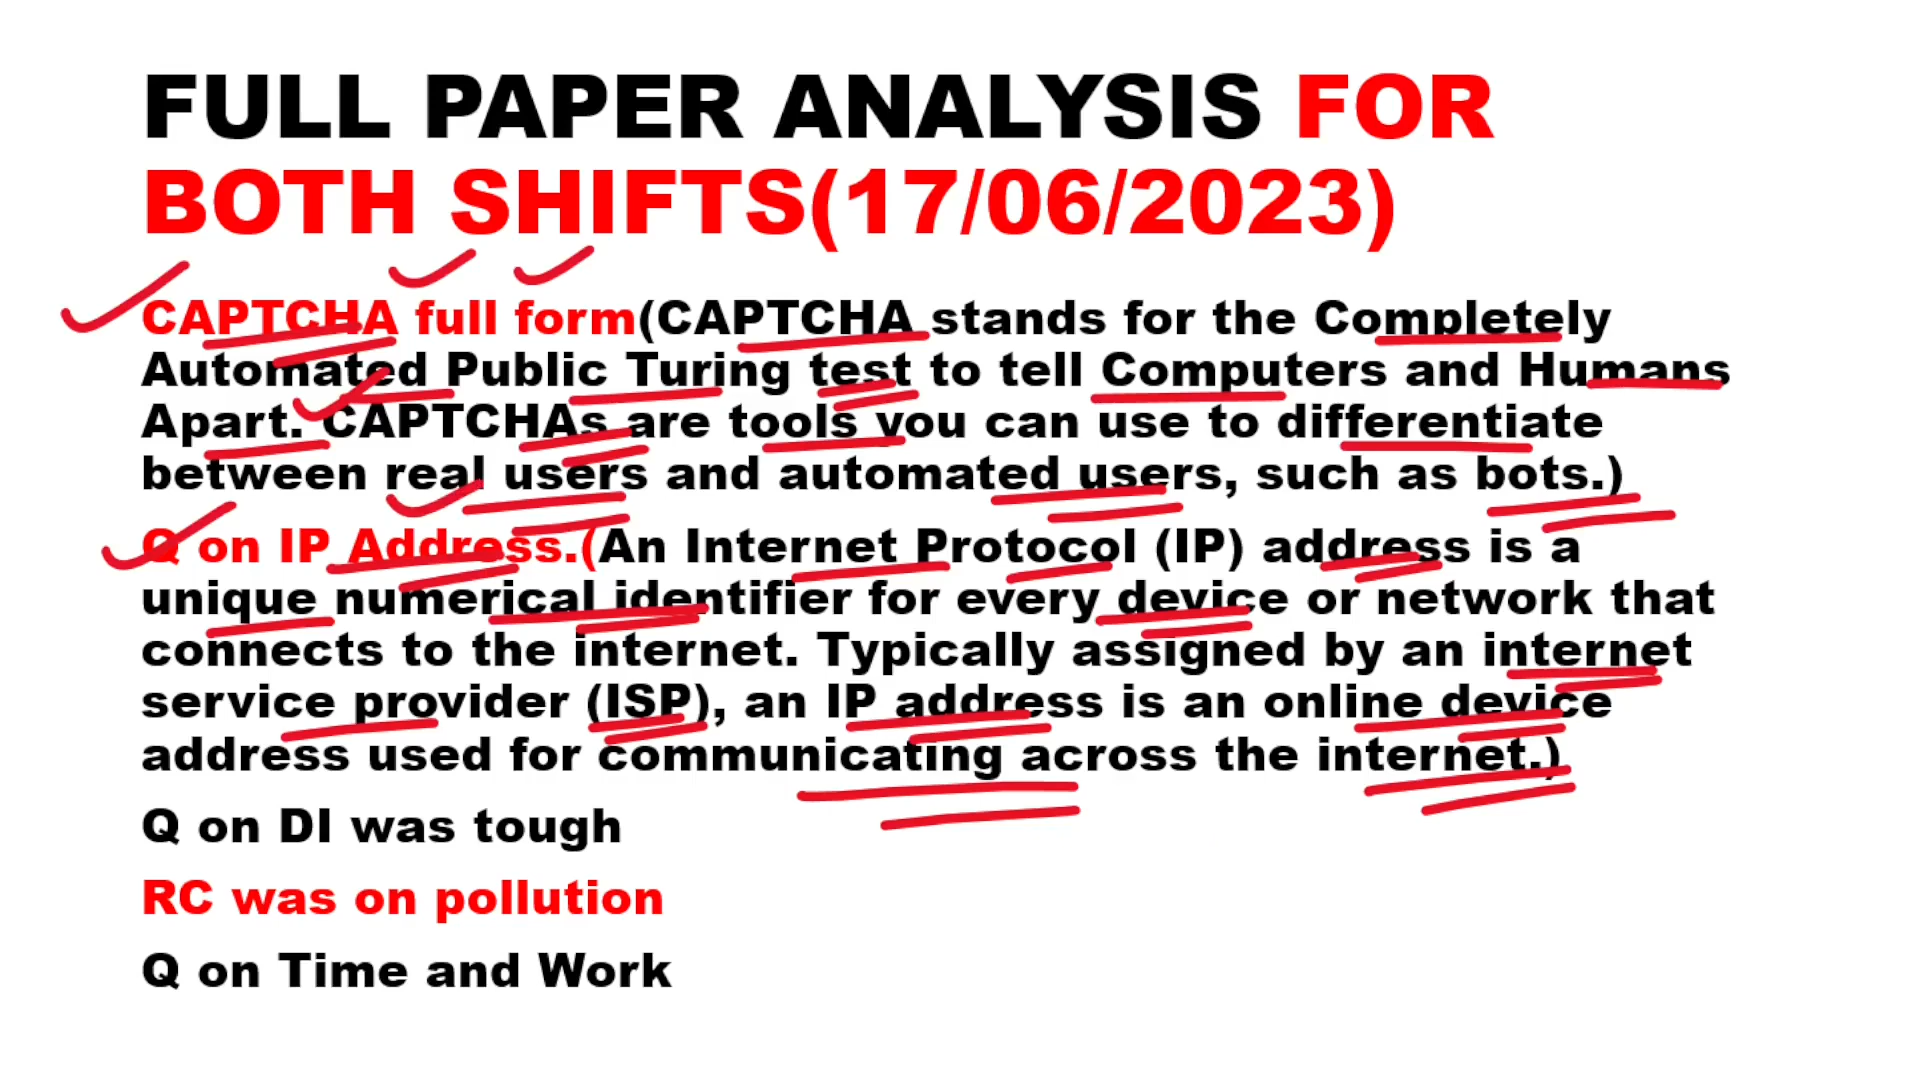 FULL PAPER ANALYSIS FOR
BOTH SHIFTS(17/06/2023)
CAPTCHA full form(CAPTCHA stands for the Completely
Automated Public Turing test to tell Computers and Humans
Apart. CAPTCHAs are tools you can use to differentiate
between real users and automated users, such as bots.)
Q on IP Address.(An Internet Protocol (IP) address is a
unique numerical identifier for every device or network that
connects to the internet. Typically assigned by an internet
service provider (ISP), an IP address is an online device
address used for communicating across the internet.)
Q on DI was tough
RC was on pollution
Q on Time and Work